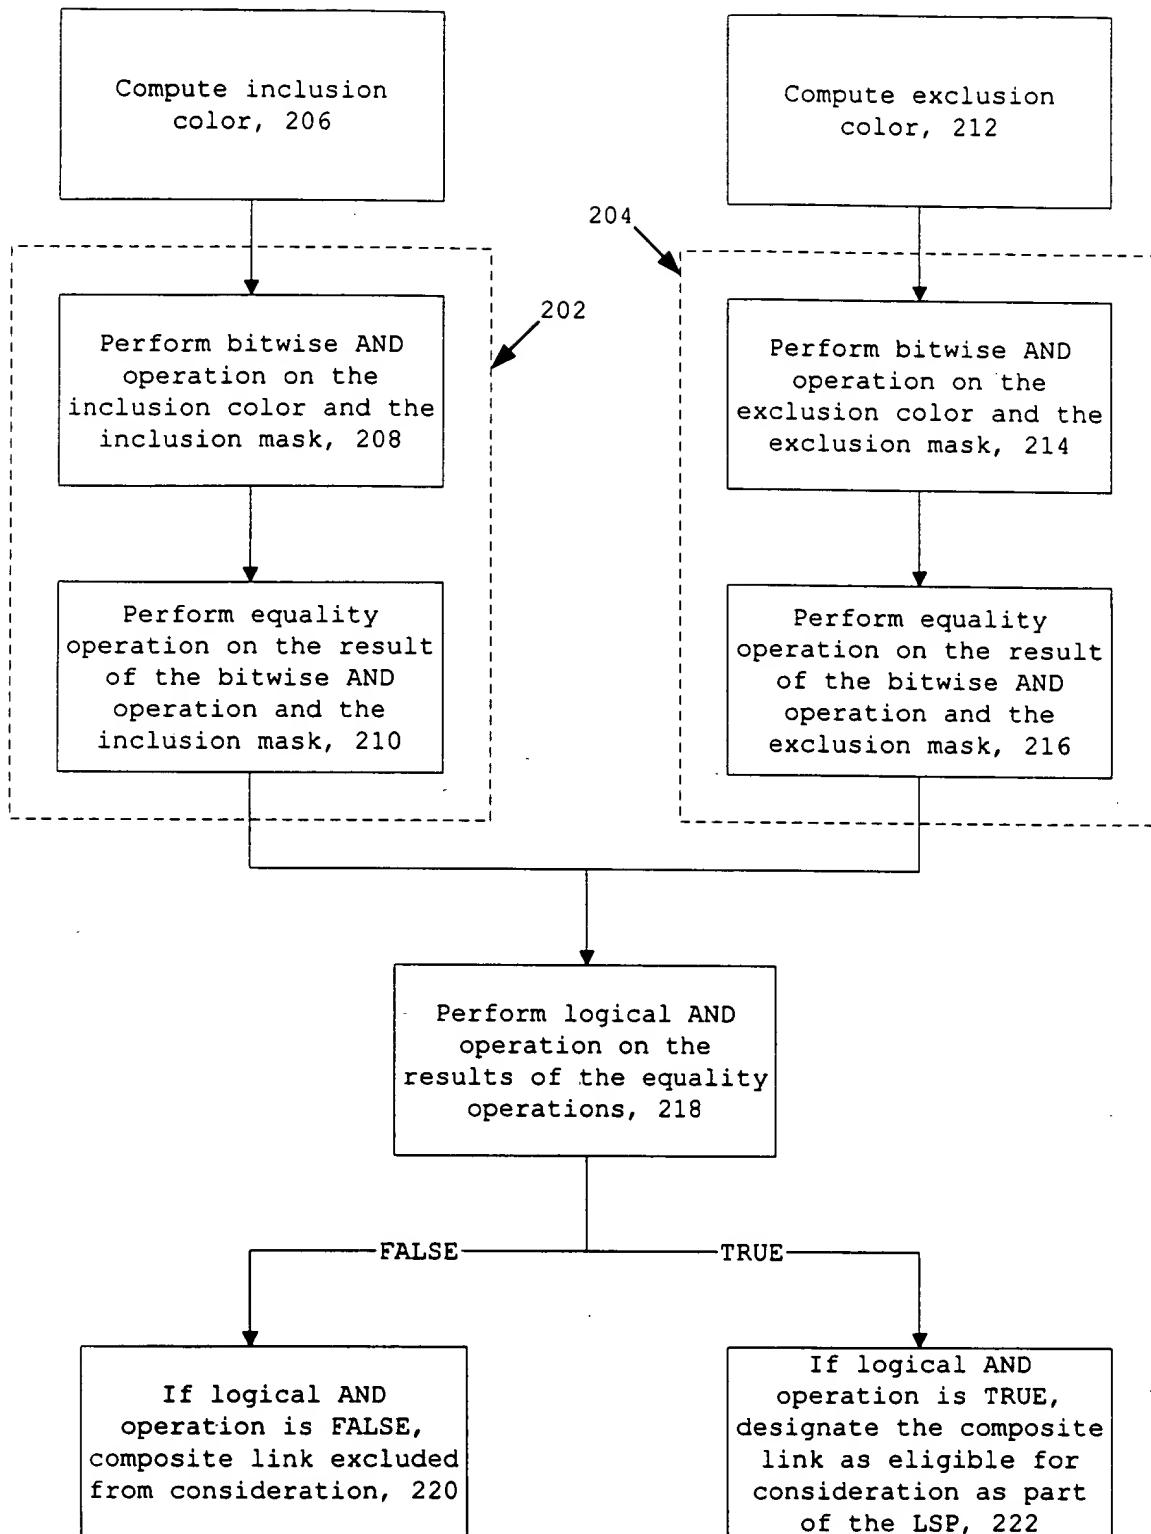 Compute inclusion
color, 206
Compute exclusion
color, 212
204
202
Perform bitwise AND
operation on the
inclusion color and the
inclusion mask, 208
Perform bitwise AND
operation on the
exclusion color and the
exclusion mask, 214
Perform equality
operation on the result
of the bitwise AND
operation and the
inclusion mask, 210
Perform equality
operation on the result
of the bitwise AND
operation and the
exclusion mask, 216
Perform logical AND
operation on the
results of the equality
operations, 218
FALSE
TRUE
If logical AND
operation is FALSE,
composite link excluded
from consideration, 220
If logical AND
operation is TRUE,
designate the composite
link as eligible for
consideration as part
of the LSP, 222